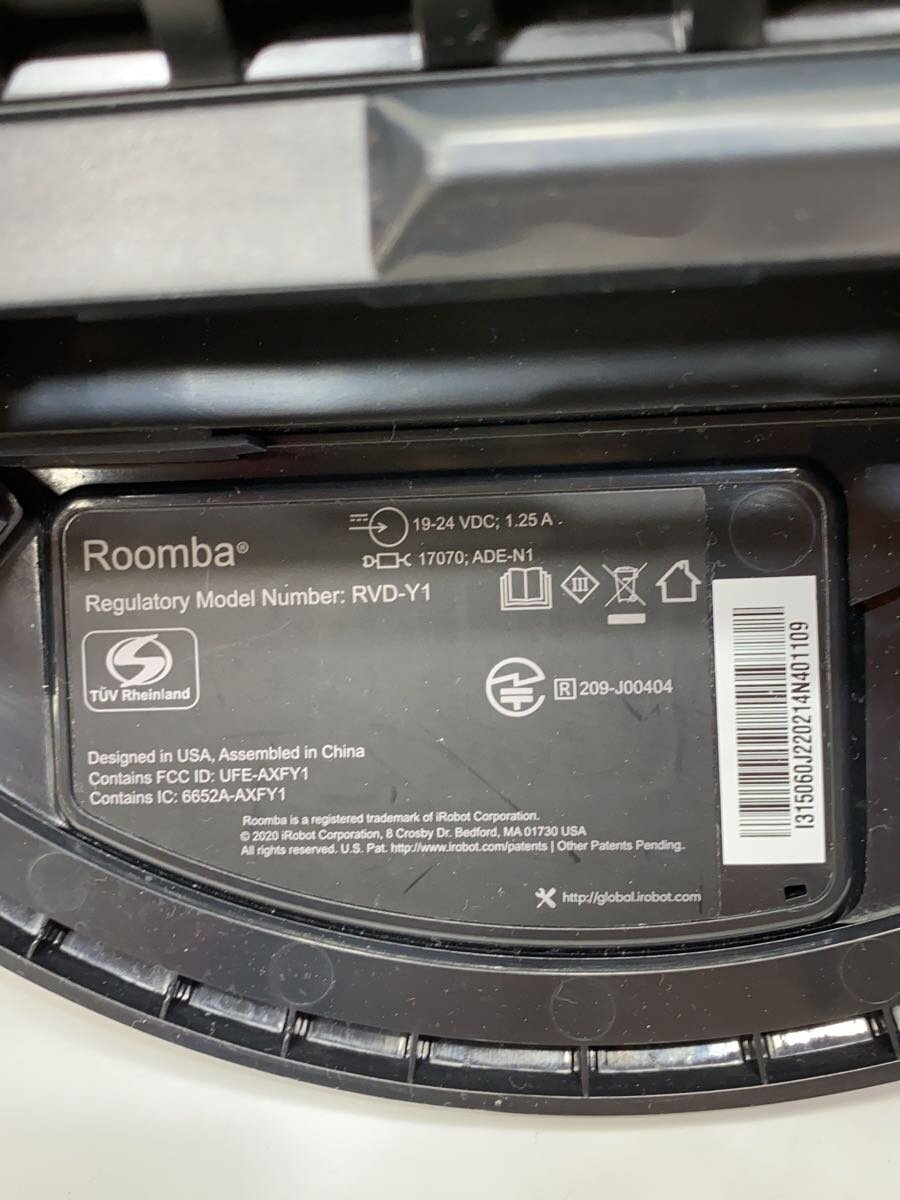 Roomba®
19-24 VDC; 1.25 A
17070; ADE-N1
Regulatory Model Number: RVD-Y1
III
TÜV Rheinland
R 209-J00404
Designed in USA, Assembled in China
Contains FCC ID: UFE-AXFY1
Contains IC: 6652A-AXFY1
Roomba is a registered trademark of iRobot Corporation.
© 2020 iRobot Corporation, 8 Crosby Dr. Bedford, MA 01730 USA
All rights reserved. U.S. Pat. http://www.irobot.com/patents | Other Patents Pending.
http://global.irobot.com
I315060J220214N401109